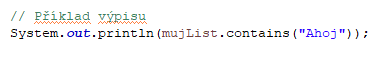 // Příklad výpisu
System.out.println(mujList.contains("Ahoj"));